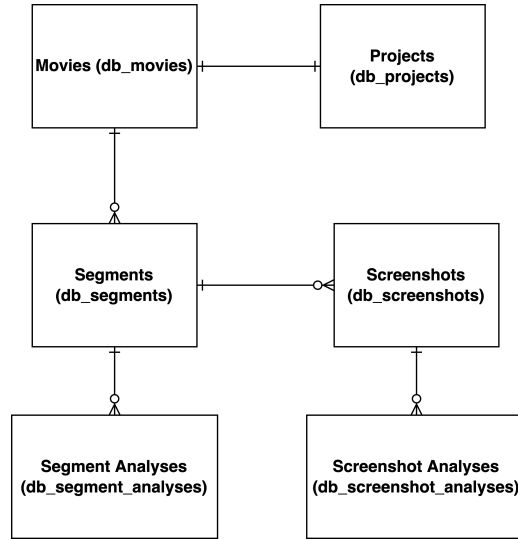 Movies (db_movies)
Projects
(db_projects)
Segments
(db_segments)
Screenshots
(db_screenshots)
Segment Analyses
(db_segment_analyses)
Screenshot Analyses
(db_screenshot_analyses)